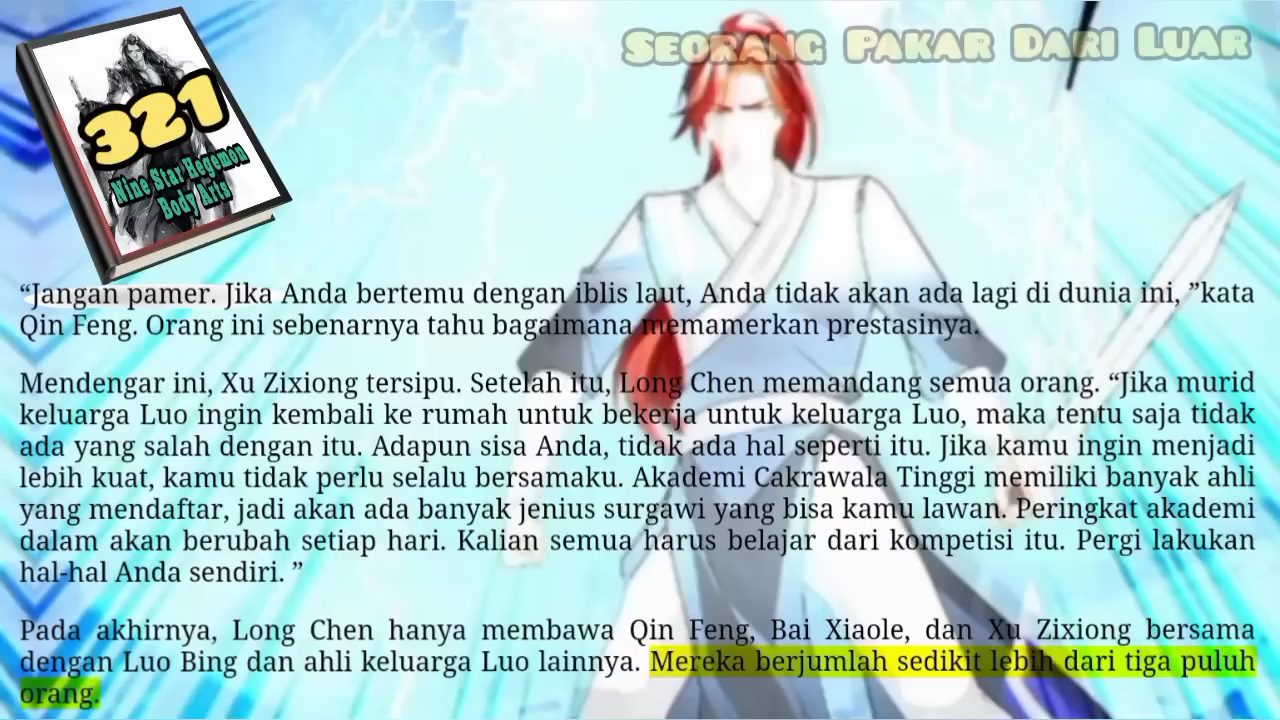 Seorang Pakar Dari Luar
321
Nine Star Hegemon
Body Arts
“Jangan pamer. Jika Anda bertemu dengan iblis laut, Anda tidak akan ada lagi di dunia ini, ”kata
Qin Feng. Orang ini sebenarnya tahu bagaimana memamerkan prestasinya.
Mendengar ini, Xu Zixiong tersipu. Setelah itu, Long Chen memandang semua orang. “Jika murid
keluarga Luo ingin kembali ke rumah untuk bekerja untuk keluarga Luo, maka tentu saja tidak
ada yang salah dengan itu. Adapun sisa Anda, tidak ada hal seperti itu. Jika kamu ingin menjadi
lebih kuat, kamu tidak perlu selalu bersamaku. Akademi Cakrawala Tinggi memiliki banyak ahli
yang mendaftar, jadi akan ada banyak jenius surgawi yang bisa kamu lawan. Peringkat akademi
dalam akan berubah setiap hari. Kalian semua harus belajar dari kompetisi itu. Pergi lakukan
hal-hal Anda sendiri. ”
Pada akhirnya, Long Chen hanya membawa Qin Feng, Bai Xiaole, dan Xu Zixiong bersama
dengan Luo Bing dan ahli keluarga Luo lainnya. Mereka berjumlah sedikit lebih dari tiga puluh
orang.